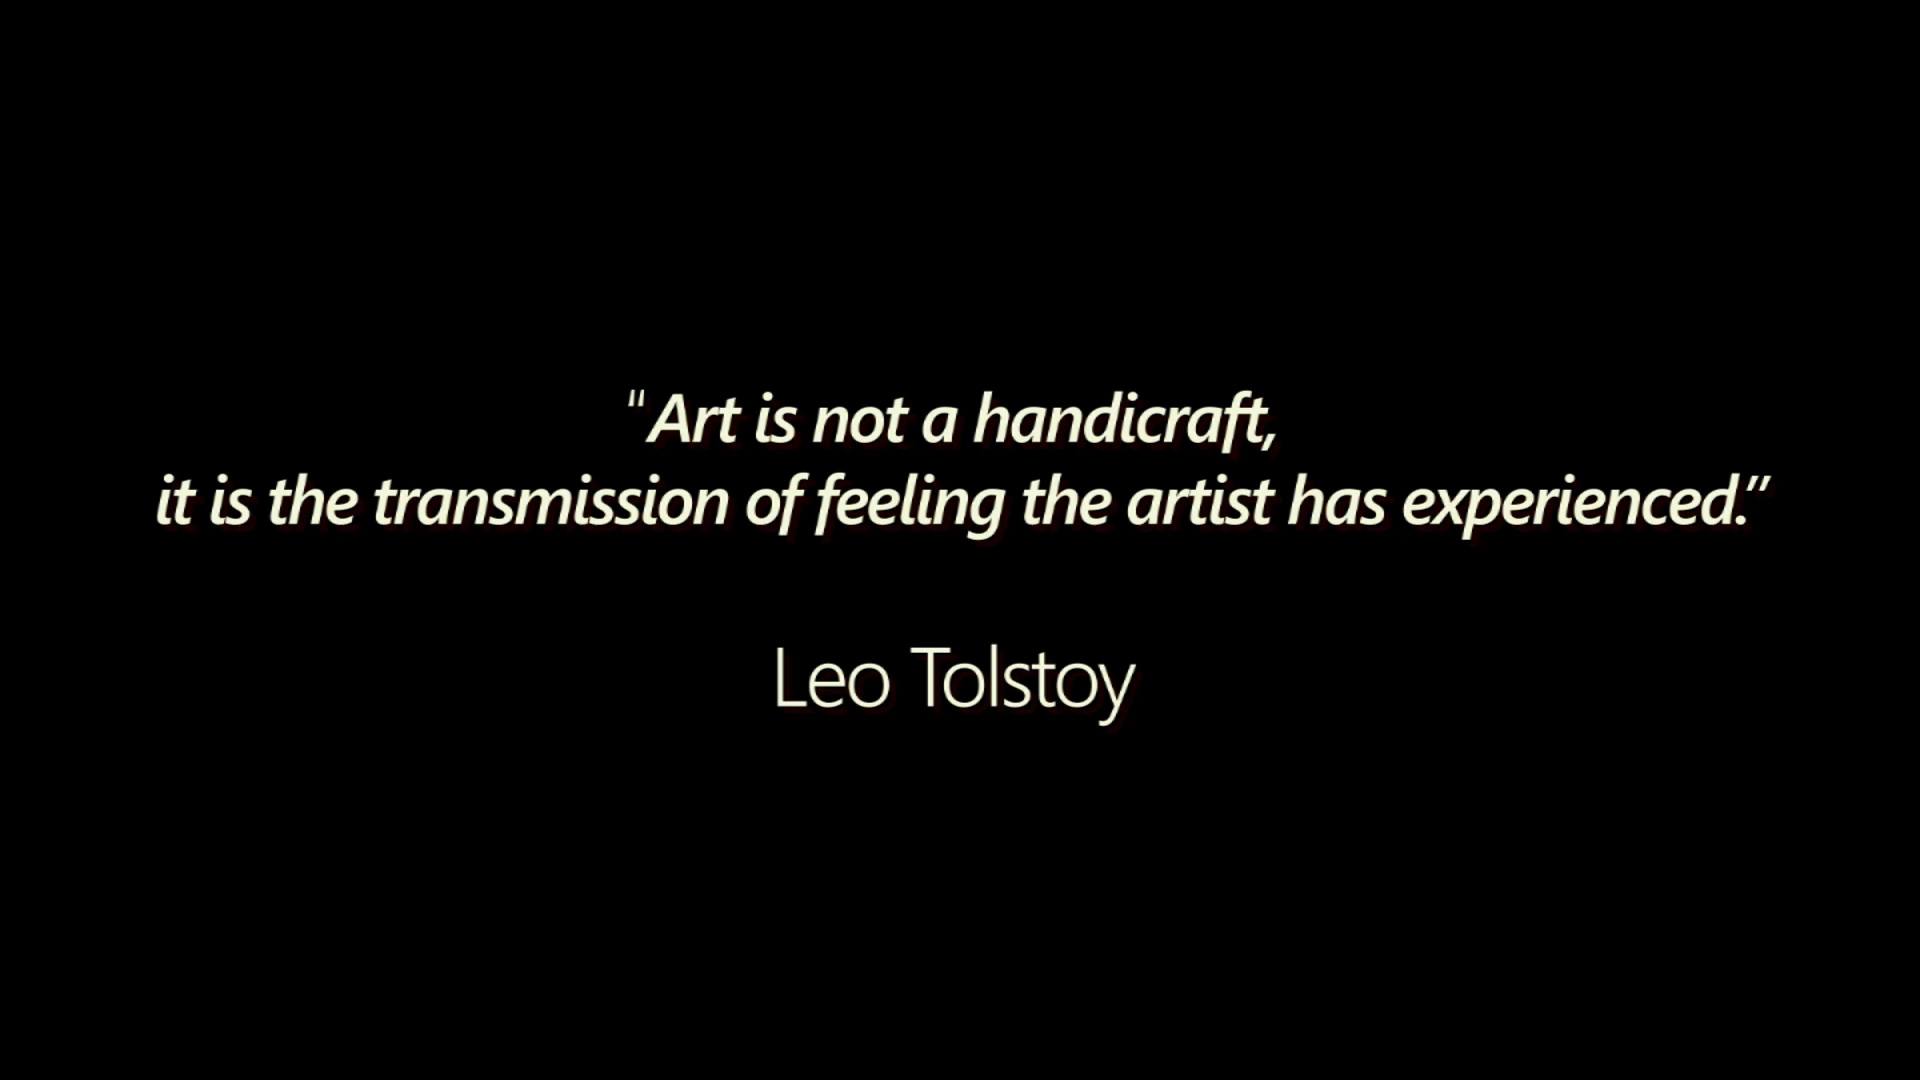 "Art is not a handicraft,
it is the transmission of feeling the artist has experienced.”
Leo Tolstoy